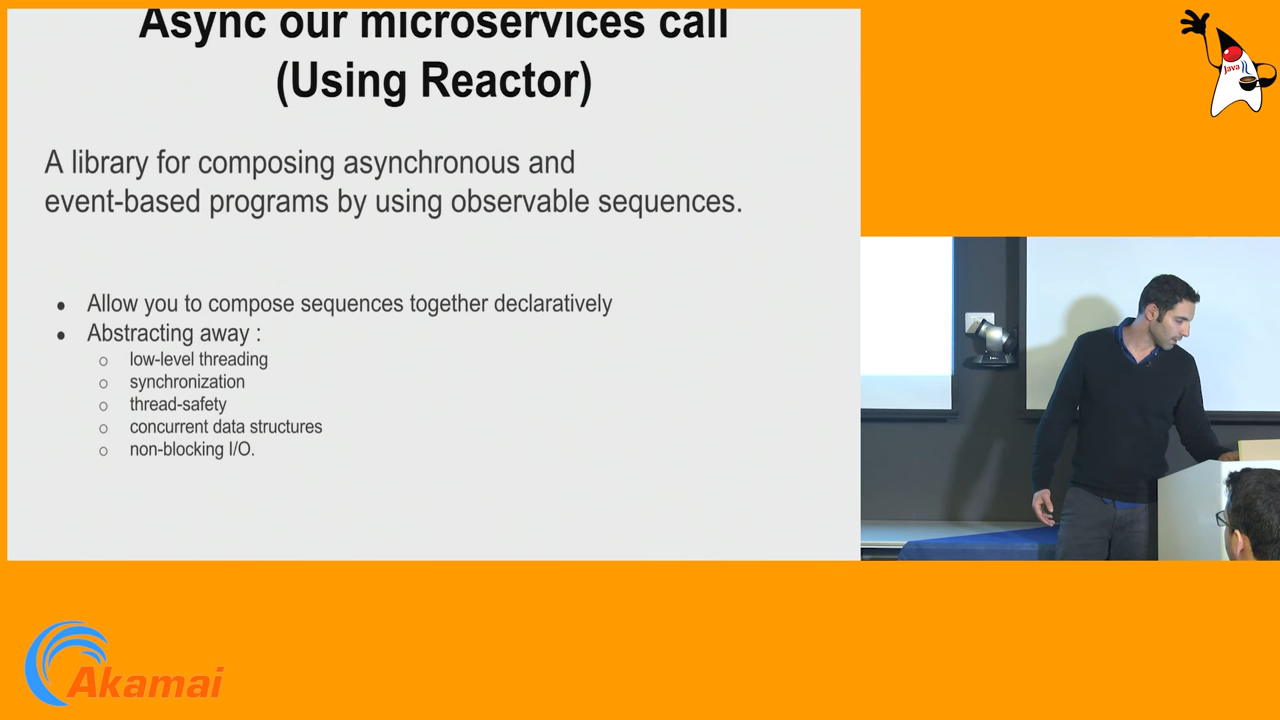 Async our microservices call
(Using Reactor)
A library for composing asynchronous and
event-based programs by using observable sequences.
● Allow you to compose sequences together declaratively
● Abstracting away :
○ low-level threading
○ synchronization
○ thread-safety
○ concurrent data structures
○ non-blocking I/O.
Java
Akamai